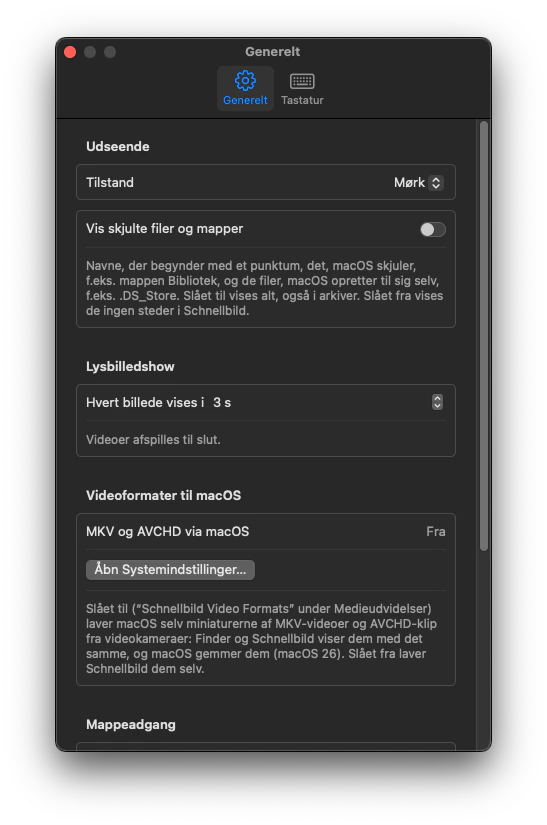 Generelt
Generelt
Tastatur
Udseende
Tilstand
Mørk
Vis skjulte filer og mapper
Navne, der begynder med et punktum, det, macOS skjuler,
f.eks. mappen Bibliotek, og de filer, macOS opretter til sig selv,
f.eks. .DS_Store. Slået til vises alt, også i arkiver. Slået fra vises
de ingen steder i Schnellbild.
Lysbilledshow
Hvert billede vises i 3 s
Videoer afspilles til slut.
Videoformater til macOS
MKV og AVCHD via macOS
Fra
Åbn Systemindstillinger...
Slået til (”Schnellbild Video Formats” under Medieudvidelser)
laver macOS selv miniaturerne af MKV-videoer og AVCHD-klip
fra videokameraer: Finder og Schnellbild viser dem med det
samme, og macOS gemmer dem (macOS 26). Slået fra laver
Schnellbild dem selv.
Mappeadgang